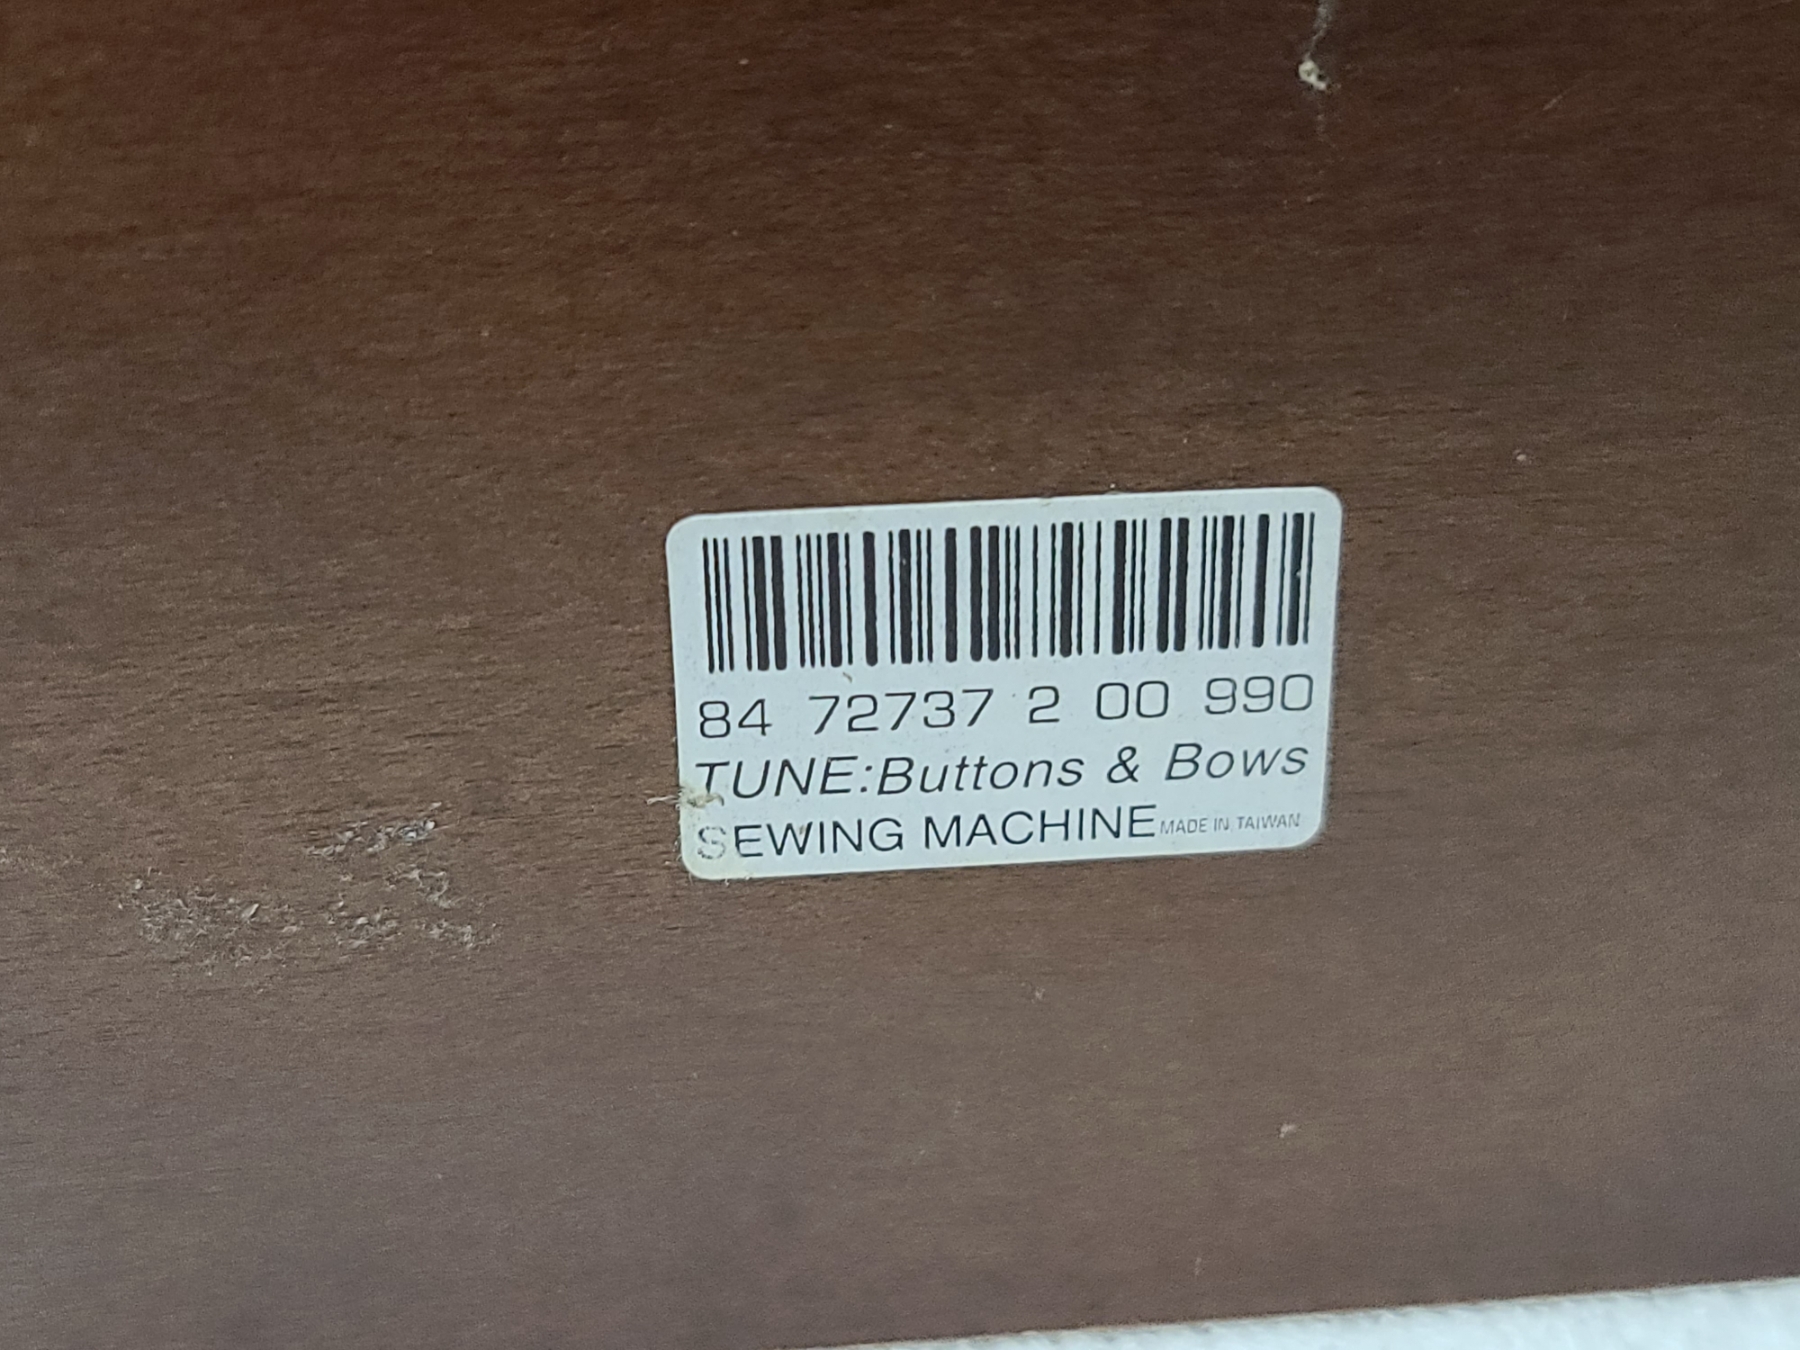 84 72737 2 00 990
TUNE:Buttons & Bows
SEWING MACHINE MADE IN TAIWAN